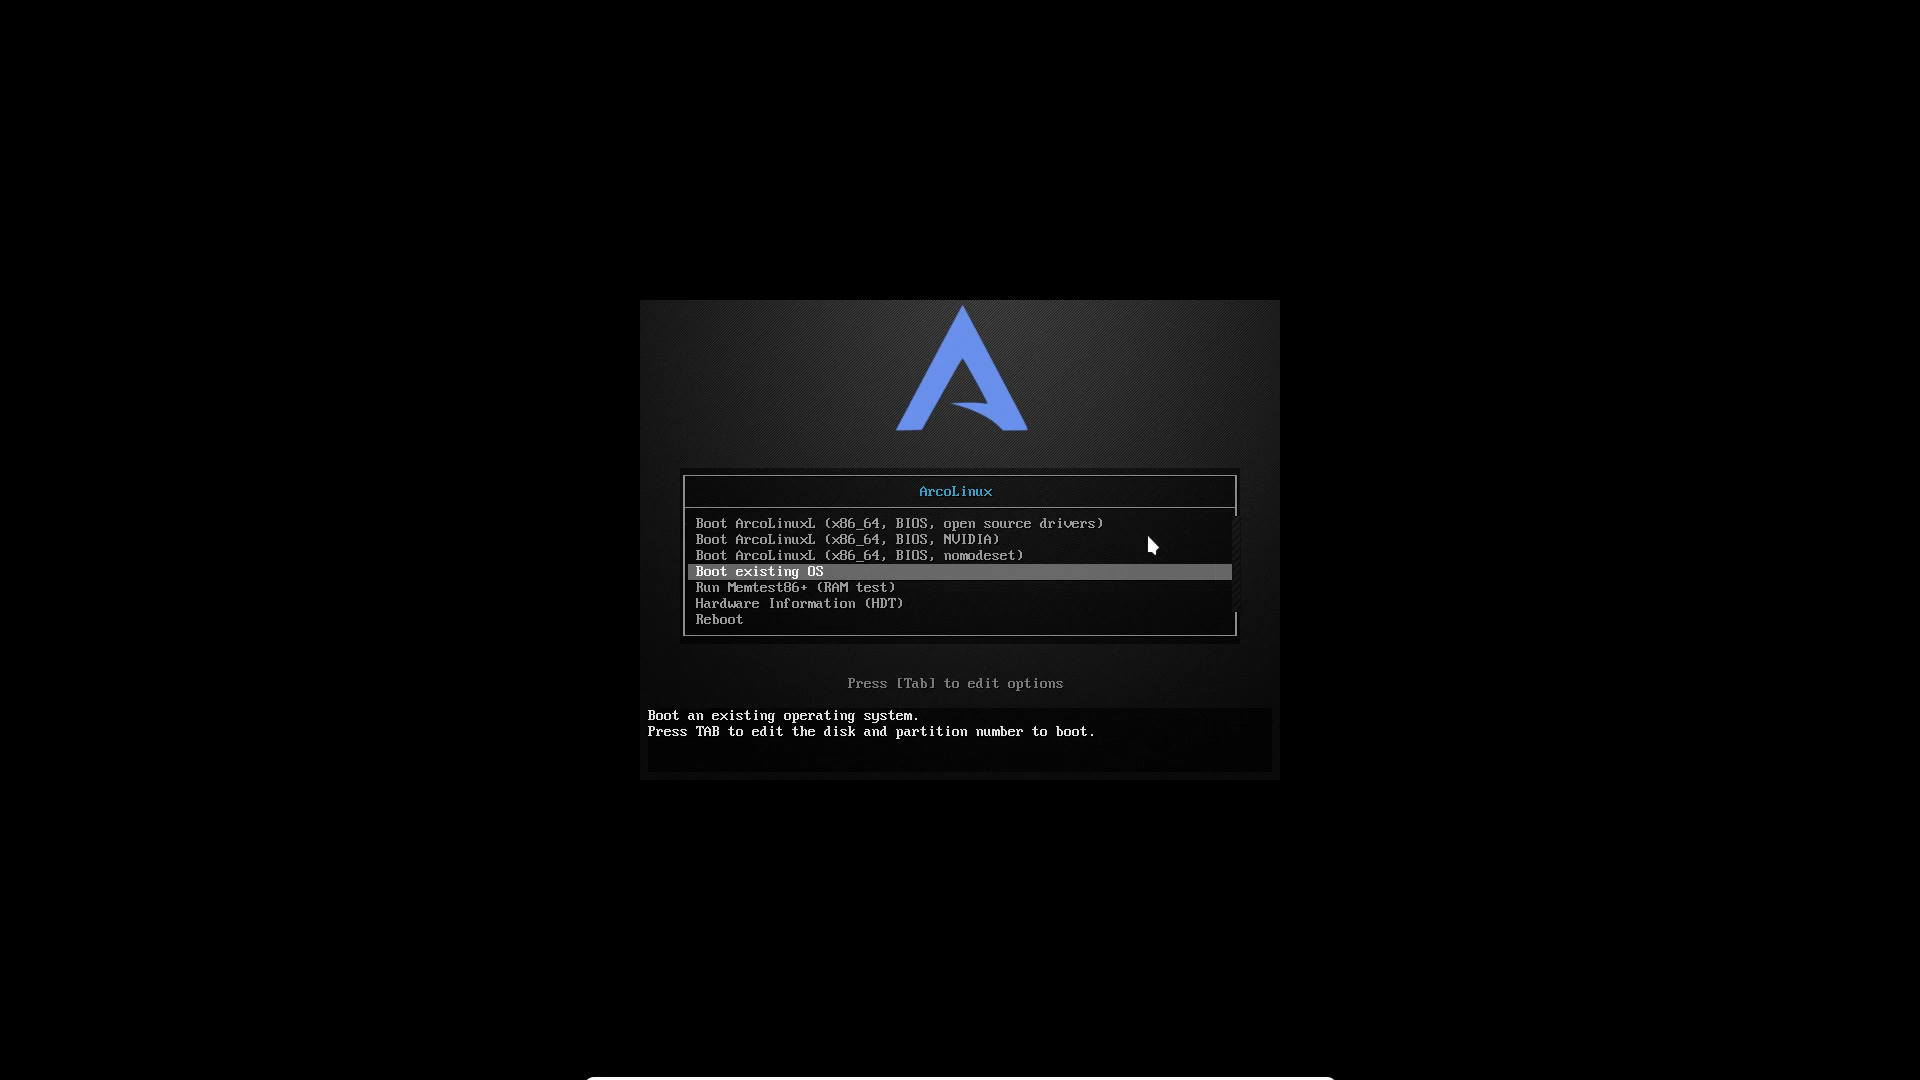 ArcoLinux
Boot ArcoLinuxL (x86_64, BIOS, open source drivers)
Boot ArcoLinuxL (x86_64, BIOS, NVIDIA)
Boot ArcoLinuxL (x86_64, BIOS, nomodeset)
Boot existing OS
Run Memtest86+ (RAM test)
Hardware Information (HDT)
Reboot
Press [Tab] to edit options
Boot an existing operating system.
Press TAB to edit the disk and partition number to boot.